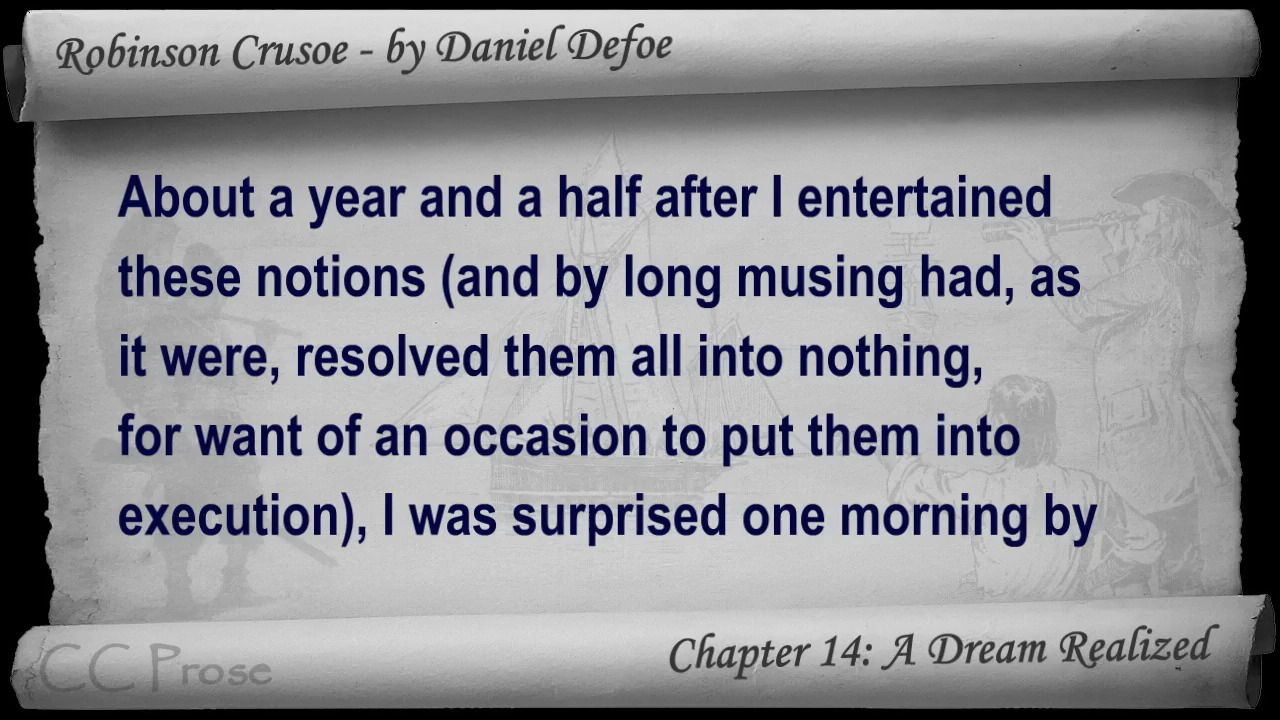 Robinson Crusoe - by Daniel Defoe
About a year and a half after I entertained
these notions (and by long musing had, as
it were, resolved them all into nothing,
for want of an occasion to put them into
execution), I was surprised one morning by
CC Prose
Chapter 14: A Dream Realized